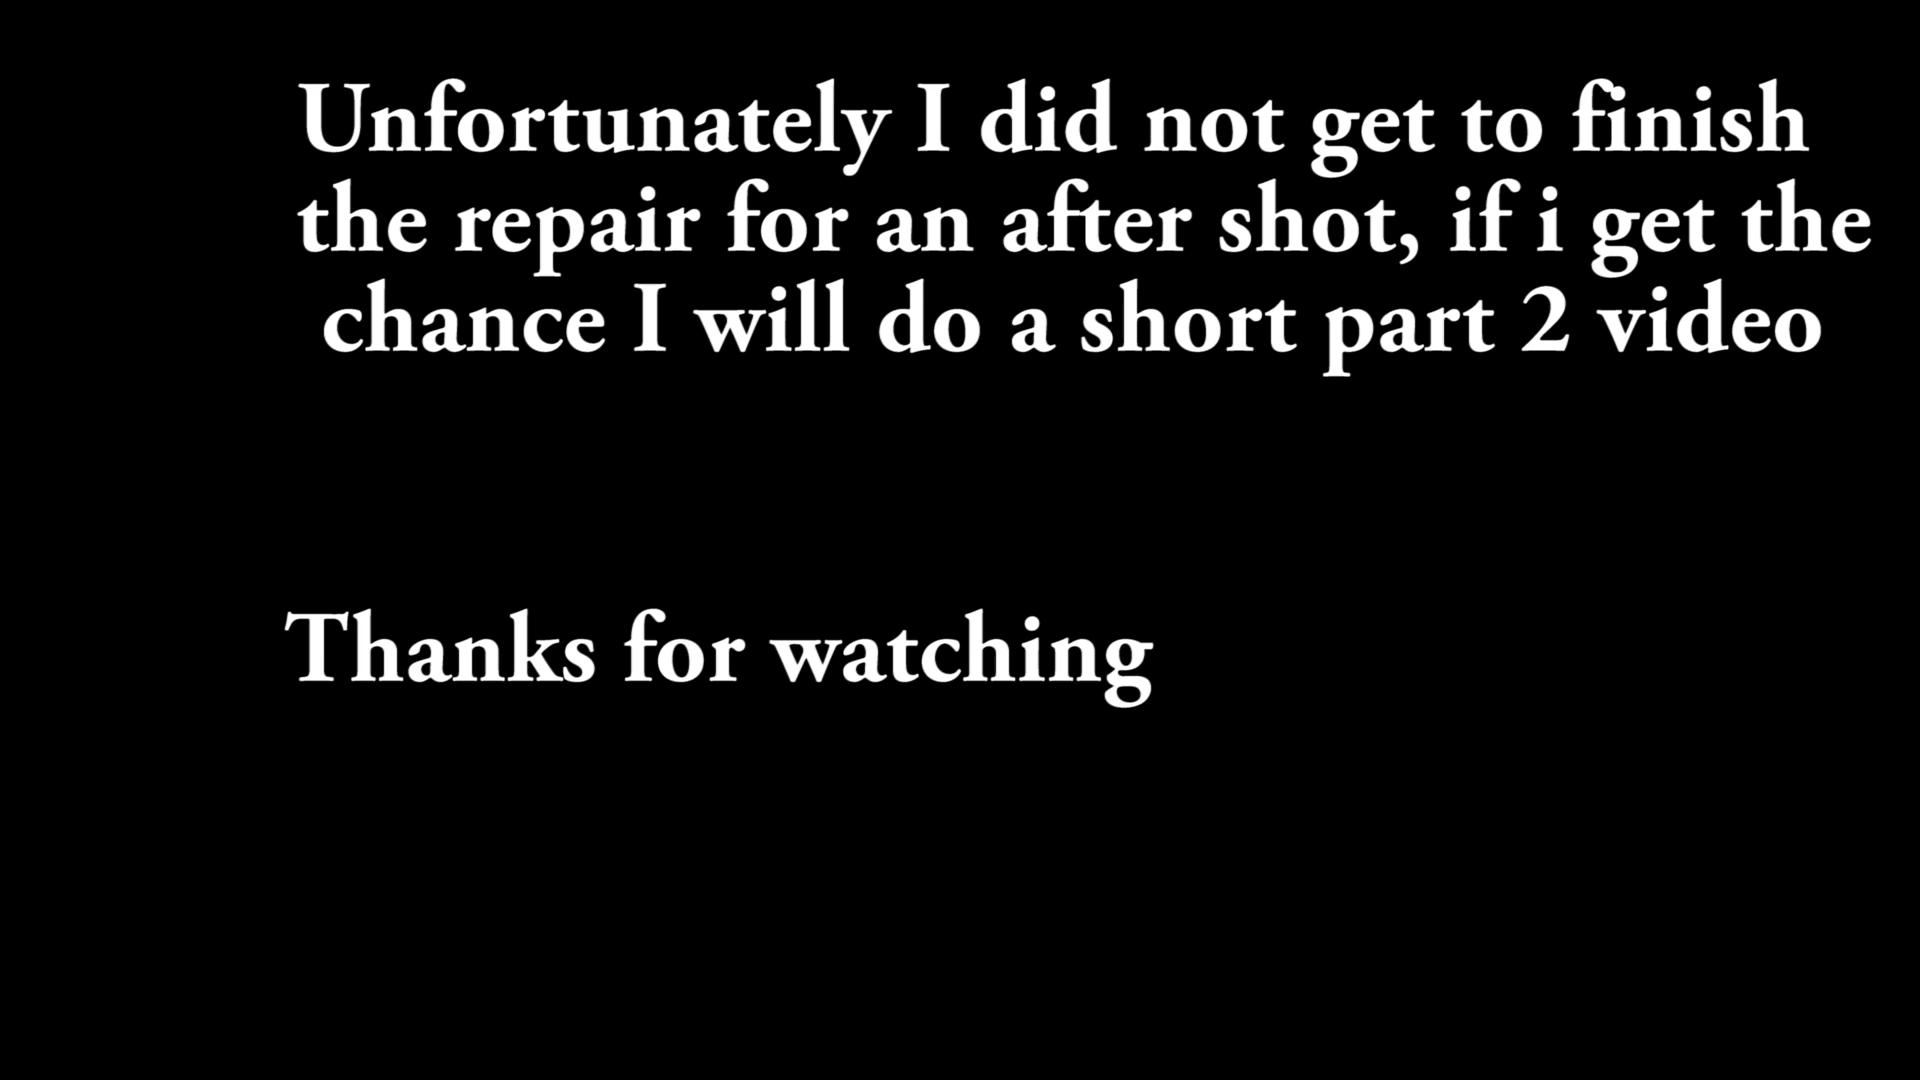 Unfortunately I did not get to finish
the repair for an after shot, if i get the
chance I will do a short part 2 video
Thanks for watching